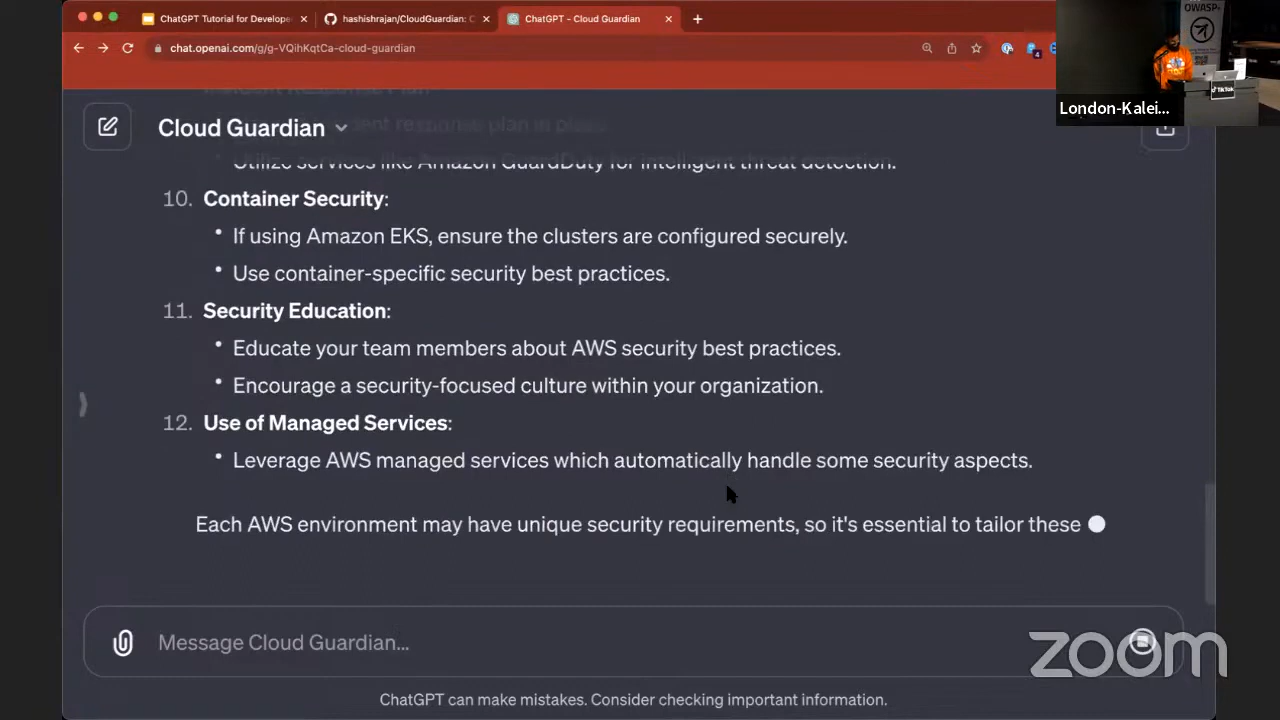 ChatGPT Tutorial for Develope
hashishrajan/CloudGuardian: C
ChatGPT - Cloud Guardian
chat.openai.com/g/g-VQihKqtCa-cloud-guardian
OWASP
TikTok
London-Kalei...
Cloud Guardian
Utilize services like Amazon GuardDuty for intelligent threat detection.
10. Container Security:
• If using Amazon EKS, ensure the clusters are configured securely.
• Use container-specific security best practices.
11. Security Education:
• Educate your team members about AWS security best practices.
• Encourage a security-focused culture within your organization.
12. Use of Managed Services:
• Leverage AWS managed services which automatically handle some security aspects.
Each AWS environment may have unique security requirements, so it's essential to tailor these
Message Cloud Guardian...
zoom
ChatGPT can make mistakes. Consider checking important information.